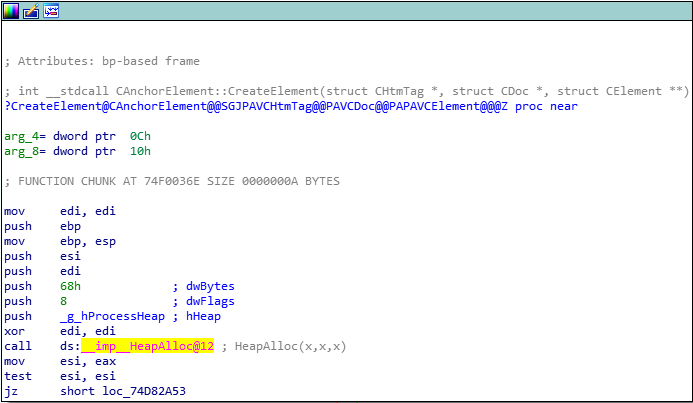 ; Attributes: bp-based frame
; int __stdcall CAnchorElement::CreateElement(struct CHtmTag *, struct CDoc *, struct CElement **)
?CreateElement@CAnchorElement@@SGJPAVCHtmTag@@PAVCDoc@@PAPAVCElement@@@Z proc near
arg_4= dword ptr  0Ch
arg_8= dword ptr  10h
; FUNCTION CHUNK AT 74F0036E SIZE 0000000A BYTES
mov     edi, edi
push    ebp
mov     ebp, esp
push    esi
push    edi
push    68h             ; dwBytes
push    8               ; dwFlags
push    _g_hProcessHeap ; hHeap
xor     edi, edi
call    ds:__imp__HeapAlloc@12 ; HeapAlloc(x,x,x)
mov     esi, eax
test    esi, esi
jz      short loc_74D82A53